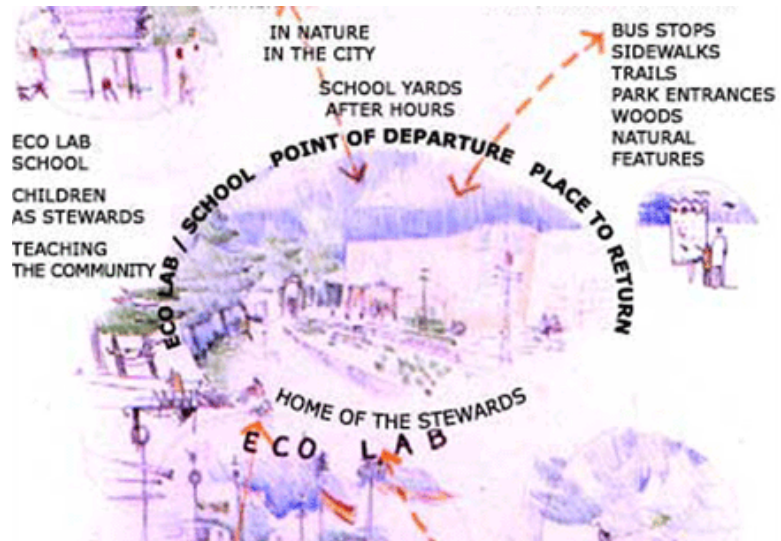 IN NATURE
IN THE CITY
SCHOOL YARDS
AFTER HOURS
BUS STOPS
SIDEWALKS
TRAILS
PARK ENTRANCES
WOODS
NATURAL
FEATURES
ECO LAB
SCHOOL
CHILDREN
AS STEWARDS
TEACHING
THE COMMUNITY
ECO LAB / SCHOOL POINT OF DEPARTURE PLACE TO RETURN
HOME OF THE STEWARDS
ECO LAB